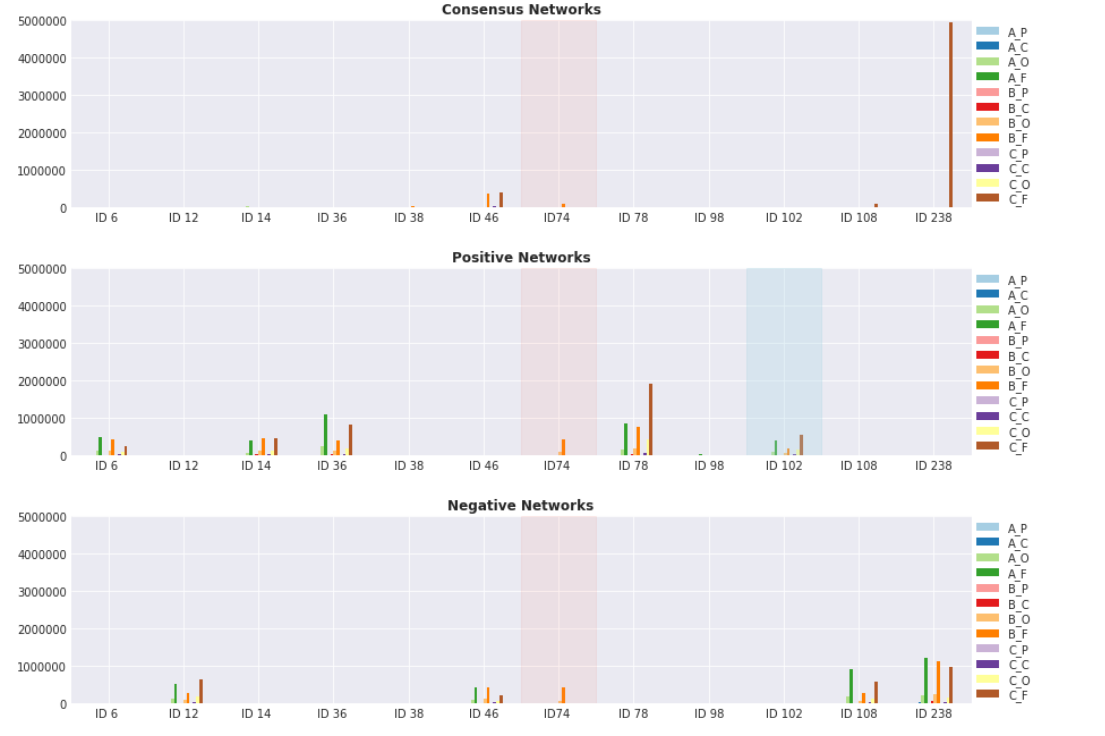 Consensus Networks
5000000
4000000
3000000
2000000
1000000
0
ID 6 ID 12 ID 14 ID 36 ID 38 ID 46 ID74 ID 78 ID 98 ID 102 ID 108 ID 238
A_P
A_C
A_O
A_F
B_P
B_C
B_O
B_F
C_P
C_C
C_O
C_F
Positive Networks
5000000
4000000
3000000
2000000
1000000
0
ID 6 ID 12 ID 14 ID 36 ID 38 ID 46 ID74 ID 78 ID 98 ID 102 ID 108 ID 238
A_P
A_C
A_O
A_F
B_P
B_C
B_O
B_F
C_P
C_C
C_O
C_F
Negative Networks
5000000
4000000
3000000
2000000
1000000
0
ID 6 ID 12 ID 14 ID 36 ID 38 ID 46 ID74 ID 78 ID 98 ID 102 ID 108 ID 238
A_P
A_C
A_O
A_F
B_P
B_C
B_O
B_F
C_P
C_C
C_O
C_F